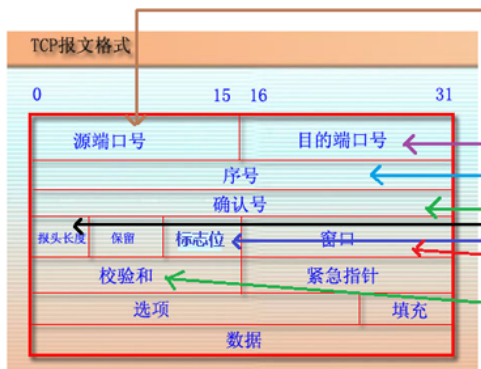 TCP报文格式
0 15 16 31
源端口号 目的端口号
序号
确认号
报头长度 保留 标志位 窗口
校验和 紧急指针
选项 填充
数据